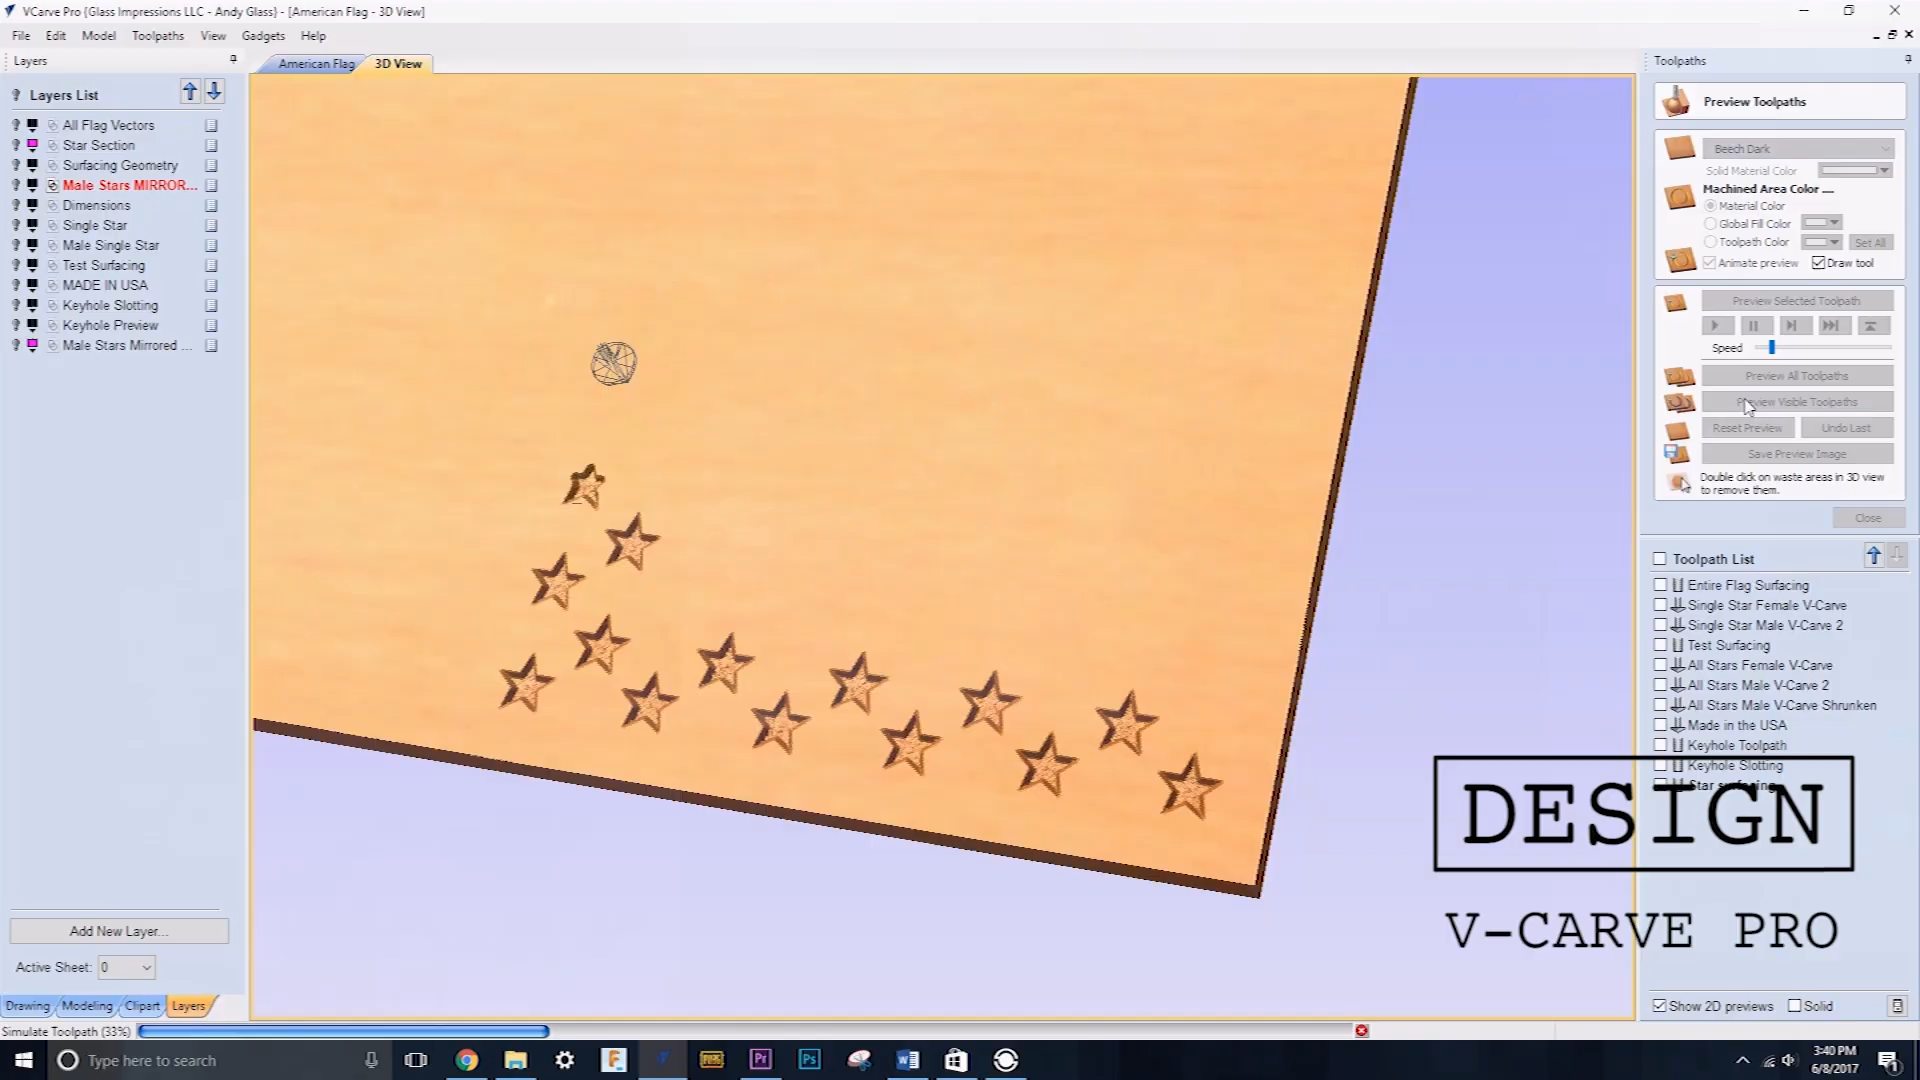 VCarve Pro {Glass Impressions LLC - Andy Glass} - [American Flag - 3D View]
File Edit Model Toolpaths View Gadgets Help
Layers
American Flag 3D View
Layers List
All Flag Vectors
Star Section
Surfacing Geometry
Male Stars MIRROR...
Dimensions
Single Star
Male Single Star
Test Surfacing
MADE IN USA
Keyhole Slotting
Keyhole Preview
Male Stars Mirrored ...
Add New Layer...
Active Sheet: 0
Drawing Modeling Clipart Layers
Simulate Toolpath (33%)
Toolpaths
Preview Toolpaths
Beech Dark
Solid Material Color
Machined Area Color ....
Material Color
Global Fill Color
Toolpath Color Set All
Animate preview Draw tool
Preview Selected Toolpath
Speed
Preview All Toolpaths
Preview Visible Toolpaths
Reset Preview Undo Last
Save Preview Image
Double click on waste areas in 3D view
to remove them.
Close
Toolpath List
Entire Flag Surfacing
Single Star Female V-Carve
Single Star Male V-Carve 2
Test Surfacing
All Stars Female V-Carve
All Stars Male V-Carve 2
All Stars Male V-Carve Shrunken
Made in the USA
Keyhole Toolpath
Keyhole Slotting
Star surfacing
DESIGN
V-CARVE PRO
Show 2D previews Solid
Type here to search
Pr
Ps
3:40 PM
6/8/2017